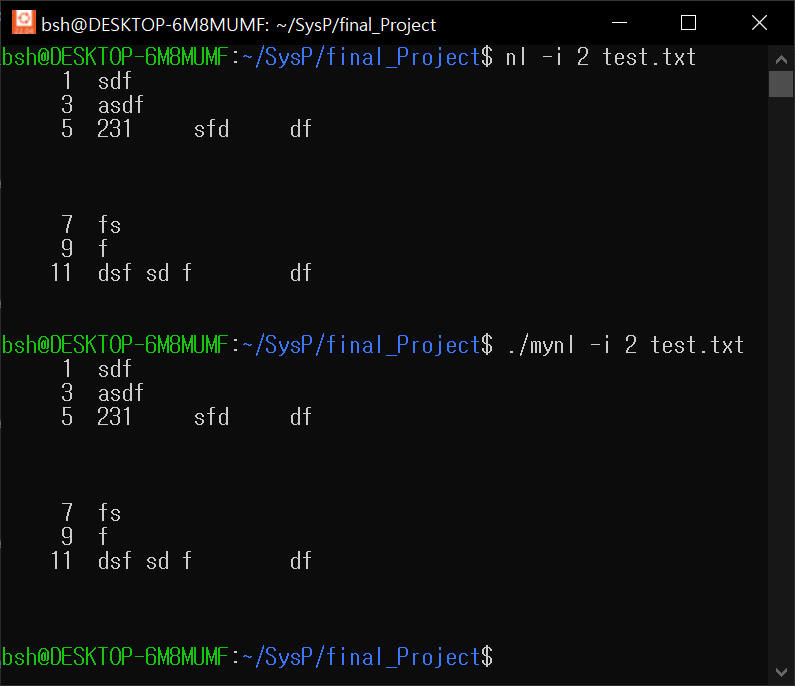 bsh@DESKTOP-6M8MUMF: ~/SysP/final_Project
bsh@DESKTOP-6M8MUMF:~/SysP/final_Project$ nl -i 2 test.txt
     1  sdf
     3  asdf
     5  231     sfd     df
     7  fs
     9  f
    11  dsf sd f        df
bsh@DESKTOP-6M8MUMF:~/SysP/final_Project$ ./mynl -i 2 test.txt
     1  sdf
     3  asdf
     5  231     sfd     df
     7  fs
     9  f
    11  dsf sd f        df
bsh@DESKTOP-6M8MUMF:~/SysP/final_Project$